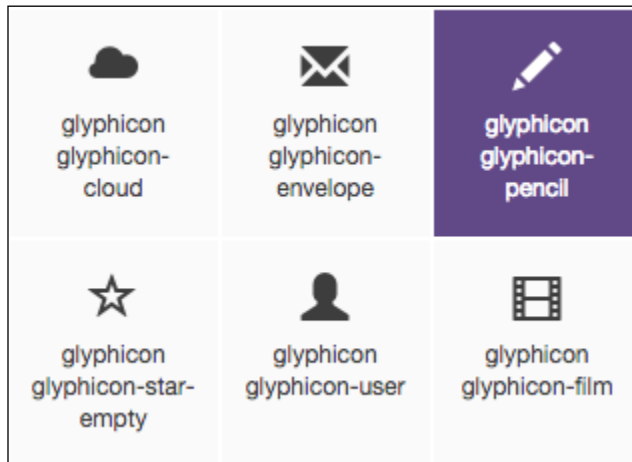 glyphicon
glyphicon-
cloud
glyphicon
glyphicon-
envelope
glyphicon
glyphicon-
pencil
glyphicon
glyphicon-star-
empty
glyphicon
glyphicon-user
glyphicon
glyphicon-film